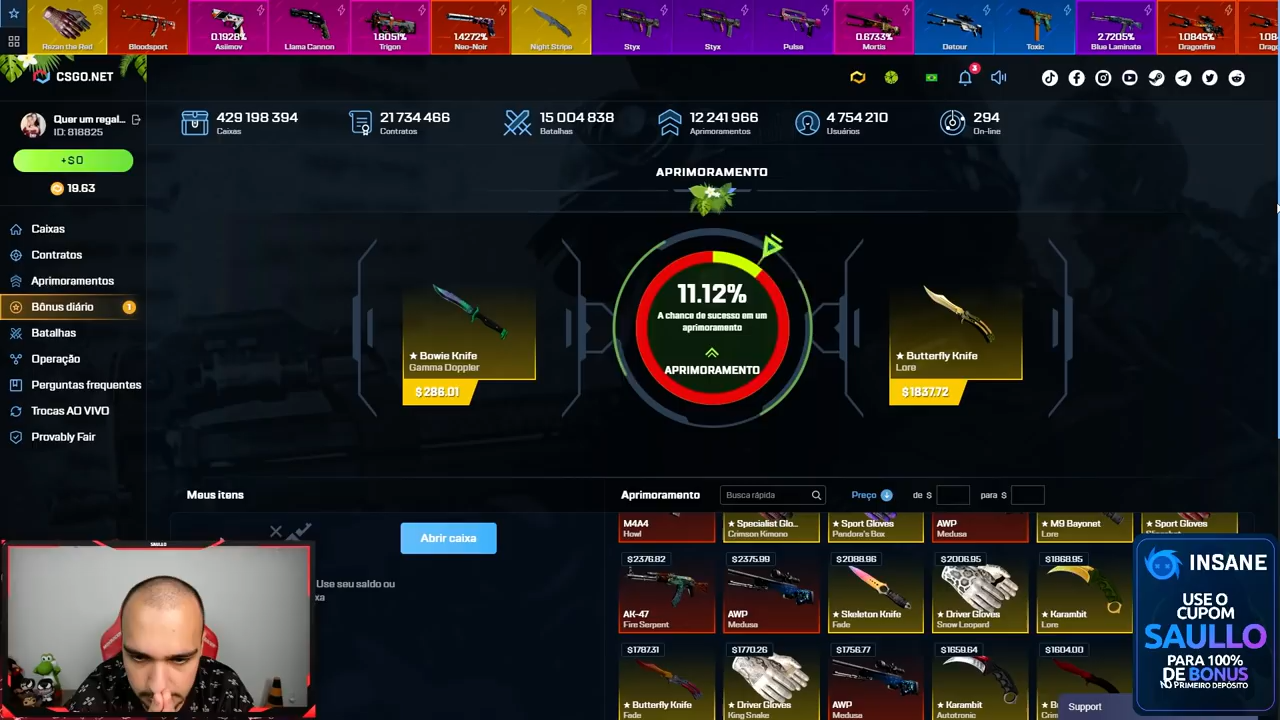 Rezan the Red
Bloodsport
0.1928%
Asiimov
Llama Cannon
1.8051%
Trigon
1.4272%
Neo-Noir
Night Stripe
Styx
Styx
Pulse
0.6733%
Mortis
Detour
Toxic
2.7205%
Blue Laminate
1.0845%
Dragonfire
CSGO.NET
3
Quer um regal...
ID: 818825
+$0
19.63
429 198 394
Caixas
21 734 466
Contratos
15 004 838
Batalhas
12 241 966
Aprimoramentos
4 754 210
Usuários
294
On-line
Caixas
Contratos
Aprimoramentos
Bônus diário
1
Batalhas
Operação
Perguntas frequentes
Trocas AO VIVO
Provably Fair
APRIMORAMENTO
★ Bowie Knife
Gamma Doppler
$286.01
11.12%
A chance de sucesso em um
aprimoramento
APRIMORAMENTO
★ Butterfly Knife
Lore
$1837.72
Meus itens
Abrir caixa
Use seu saldo ou
xa
Aprimoramento
Busca rápida
Preço
de $
para $
M4A4
Howl
★ Specialist Glo...
Crimson Kimono
★ Sport Gloves
Pandora's Box
AWP
Medusa
★ M9 Bayonet
Lore
★ Sport Gloves
$2376.82
AK-47
Fire Serpent
$2375.99
AWP
Medusa
$2088.96
★ Skeleton Knife
Fade
$2006.95
★ Driver Gloves
Snow Leopard
$1868.95
★ Karambit
Lore
$1787.31
★ Butterfly Knife
Fade
$1770.26
★ Driver Gloves
King Snake
$1756.77
AWP
Medusa
$1659.64
★ Karambit
Autotronic
$1604.00
SAULLO
INSANE
USE O
CUPOM
SAULLO
PARA 100%
DE BONUS
NO PRIMEIRO DEPÓSITO
Support